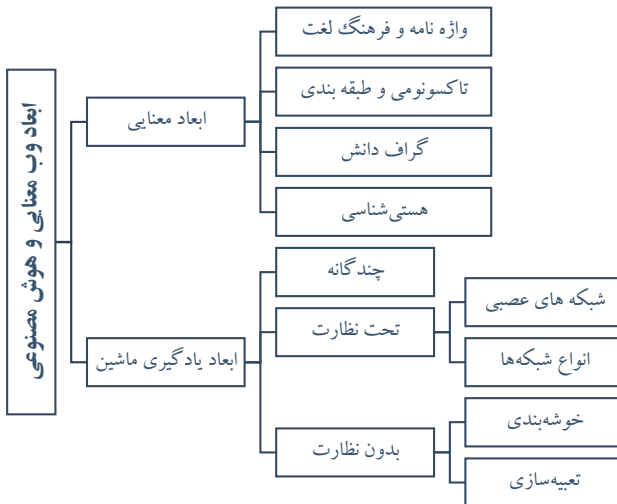 ابعاد وب معنایی و هوش مصنوعی
ابعاد معنایی
واژه نامه و فرهنگ لغت
تاکسونومی و طبقه بندی
گراف دانش
هستی‌شناسی
ابعاد یادگیری ماشین
چندگانه
تحت نظارت
شبکه های عصبی
انواع شبکه‌ها
بدون نظارت
خوشه‌بندی
تعبیه‌سازی